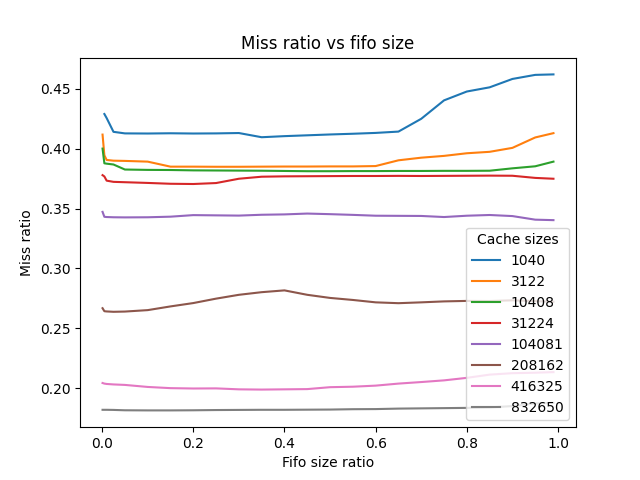 Miss ratio vs fifo size
Miss ratio
0.45
0.40
0.35
0.30
0.25
0.20
Cache sizes
1040
3122
10408
31224
104081
208162
416325
832650
0.0 0.2 0.4 0.6 0.8 1.0
Fifo size ratio